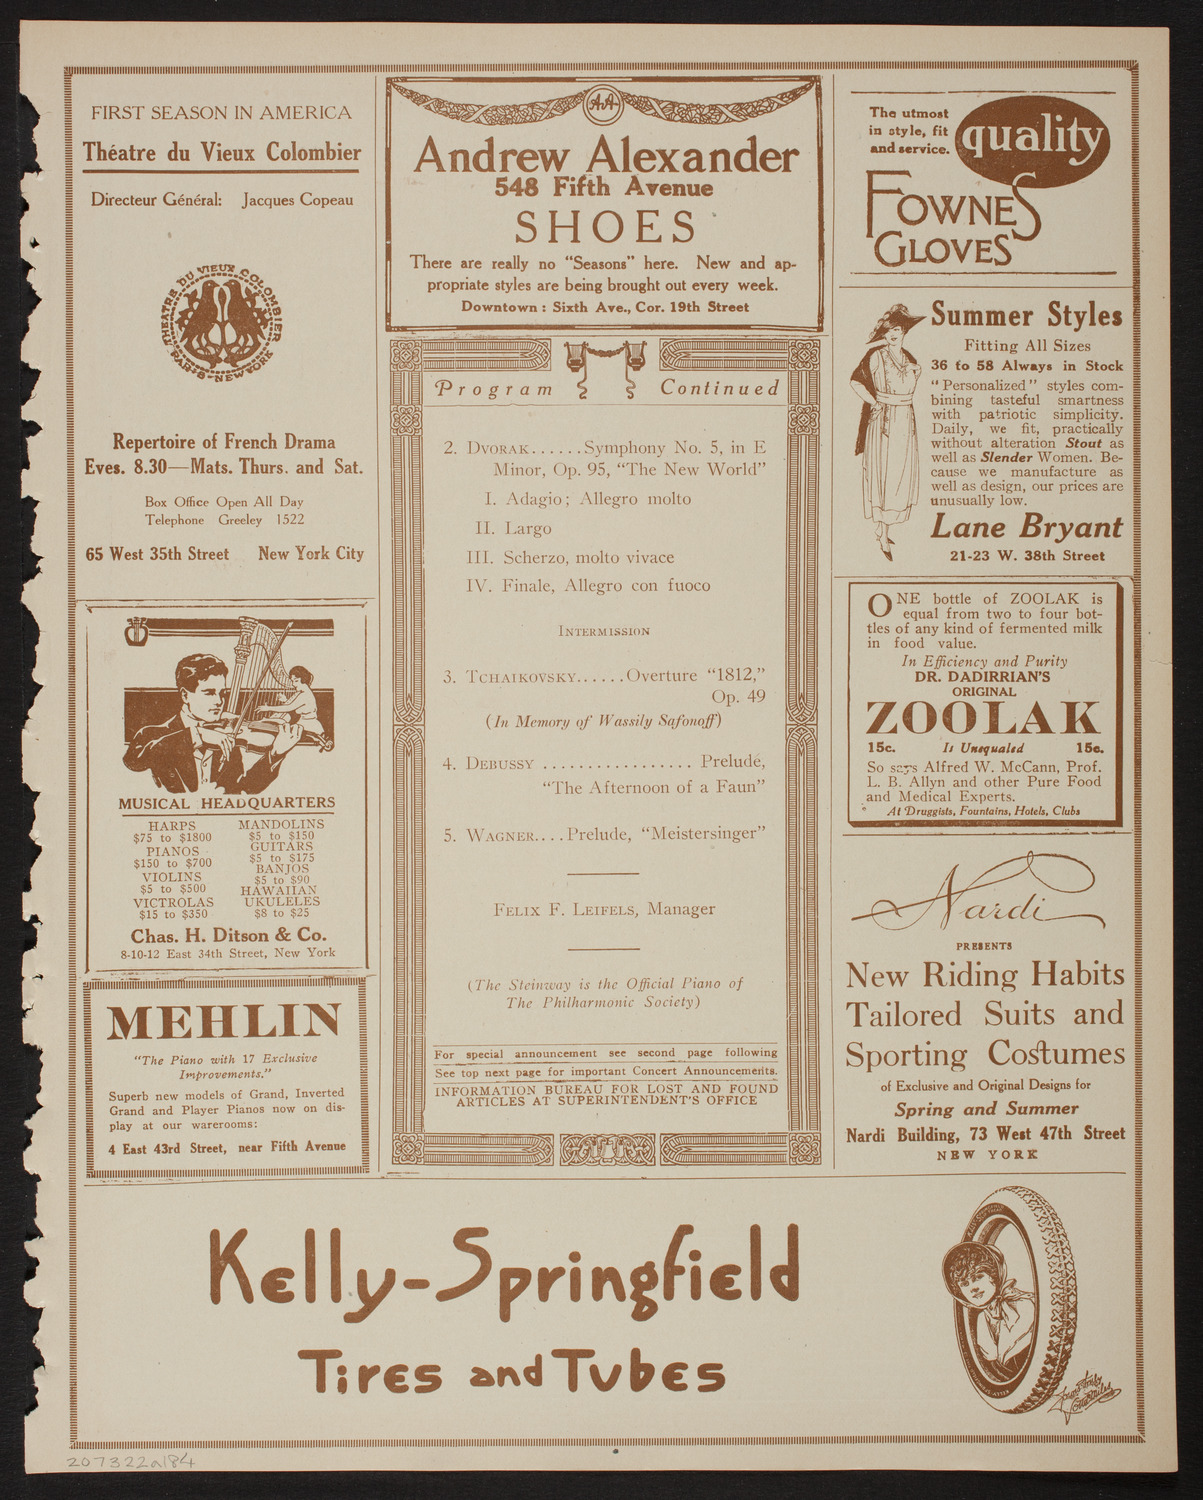 FIRST SEASON IN AMERICA
Théatre du Vieux Colombier
Directeur Général: Jacques Copeau
THEATRE DU VIEUX COLOMBIER
PARIS - NEW YORK
Repertoire of French Drama
Eves. 8.30—Mats. Thurs. and Sat.
Box Office Open All Day
Telephone Greeley 1522
65 West 35th Street New York City
MUSICAL HEADQUARTERS
HARPS
$75 to $1800
PIANOS
$150 to $700
VIOLINS
$5 to $500
VICTROLAS
$15 to $350
MANDOLINS
$5 to $150
GUITARS
$5 to $175
BANJOS
$5 to $90
HAWAIIAN
UKULELES
$8 to $25
Chas. H. Ditson & Co.
8-10-12 East 34th Street, New York
MEHLIN
"The Piano with 17 Exclusive
Improvements."
Superb new models of Grand, Inverted
Grand and Player Pianos now on dis-
play at our warerooms:
4 East 43rd Street, near Fifth Avenue
AA
Andrew Alexander
548 Fifth Avenue
SHOES
There are really no "Seasons" here. New and ap-
propriate styles are being brought out every week.
Downtown: Sixth Ave., Cor. 19th Street
Program Continued
2. DVORAK......Symphony No. 5, in E
Minor, Op. 95, "The New World"
I. Adagio; Allegro molto
II. Largo
III. Scherzo, molto vivace
IV. Finale, Allegro con fuoco
INTERMISSION
3. TCHAIKOVSKY......Overture "1812,"
Op. 49
(In Memory of Wassily Safonoff)
4. DEBUSSY ................. Prelude,
"The Afternoon of a Faun"
5. WAGNER.... Prelude, "Meistersinger"
FELIX F. LEIFELS, Manager
(The Steinway is the Official Piano of
The Philharmonic Society)
For special announcement see second page following
See top next page for important Concert Announcements.
INFORMATION BUREAU FOR LOST AND FOUND
ARTICLES AT SUPERINTENDENT'S OFFICE
The utmost
in style, fit
and service.
quality
FOWNES
GLOVES
Summer Styles
Fitting All Sizes
36 to 58 Always in Stock
"Personalized" styles com-
bining tasteful smartness
with patriotic simplicity.
Daily, we fit, practically
without alteration Stout as
well as Slender Women. Be-
cause we manufacture as
well as design, our prices are
unusually low.
Lane Bryant
21-23 W. 38th Street
ONE bottle of ZOOLAK is
equal from two to four bot-
tles of any kind of fermented milk
in food value.
In Efficiency and Purity
DR. DADIRRIAN'S
ORIGINAL
ZOOLAK
15c. Is Unequaled 15c.
So says Alfred W. McCann, Prof.
L. B. Allyn and other Pure Food
and Medical Experts.
At Druggists, Fountains, Hotels, Clubs
Nardi
PRESENTS
New Riding Habits
Tailored Suits and
Sporting Costumes
of Exclusive and Original Designs for
Spring and Summer
Nardi Building, 73 West 47th Street
NEW YORK
Kelly-Springfield
Tires and Tubes
207322a184